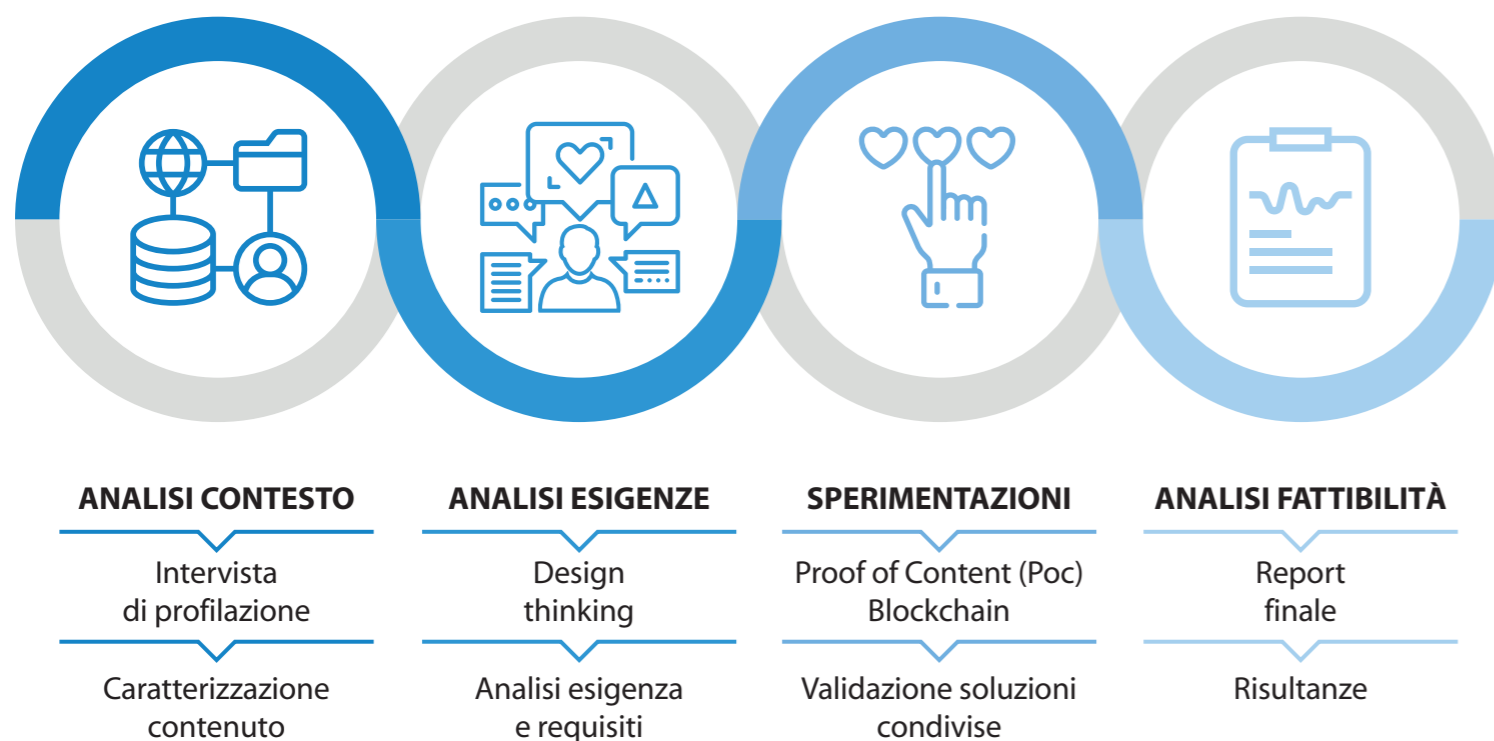 ANALISI CONTESTO
Intervista
di profilazione
Caratterizzazione
contenuto
ANALISI ESIGENZE
Design
thinking
Analisi esigenza
e requisiti
SPERIMENTAZIONI
Proof of Content (Poc)
Blockchain
Validazione soluzioni
condivise
ANALISI FATTIBILITÀ
Report
finale
Risultanze